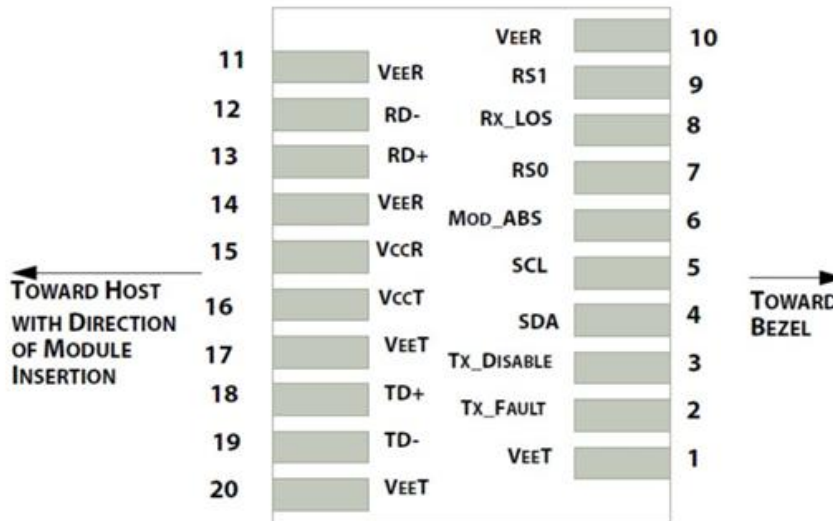 11 VEER
12 RD-
13 RD+
14 VEER
15 VCCR
16 VCCT
17 VEET
18 TD+
19 TD-
20 VEET
VEER 10
RS1 9
RX_LOS 8
RS0 7
MOD_ABS 6
SCL 5
SDA 4
TX_DISABLE 3
TX_FAULT 2
VEET 1
TOWARD HOST
WITH DIRECTION
OF MODULE
INSERTION
TOWARD
BEZEL